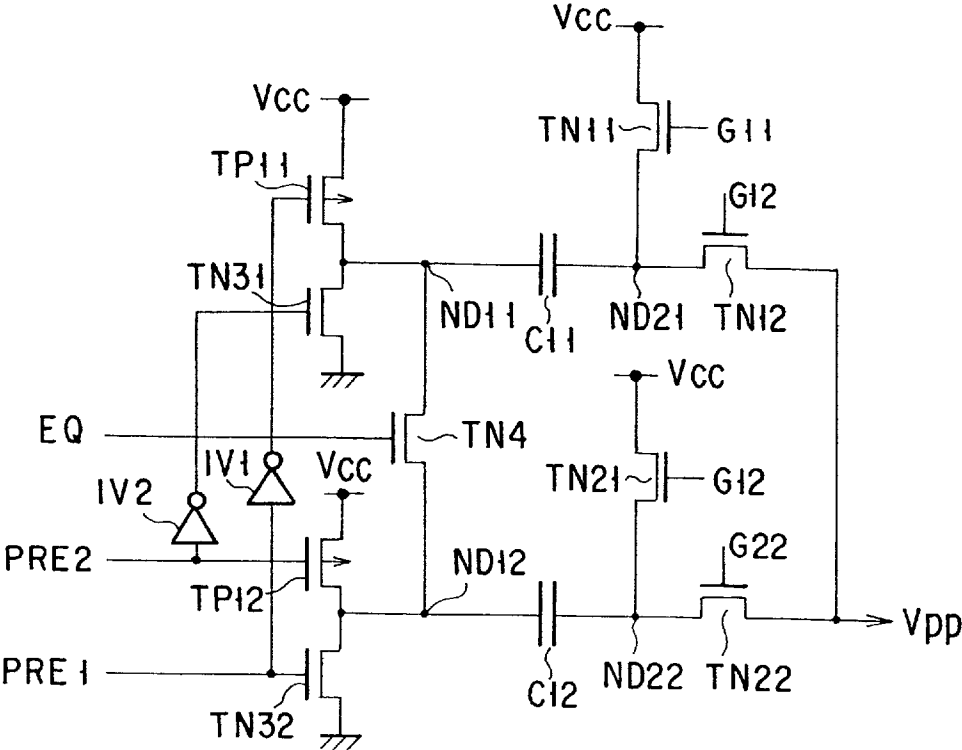 Vcc
Vcc
TN11
G11
TP11
G12
TN31
ND11
C11
ND21
TN12
Vcc
EQ
TN4
IV1
Vcc
TN21
G12
IV2
PRE2
G22
ND12
TP12
Vpp
PRE1
ND22
TN22
C12
TN32